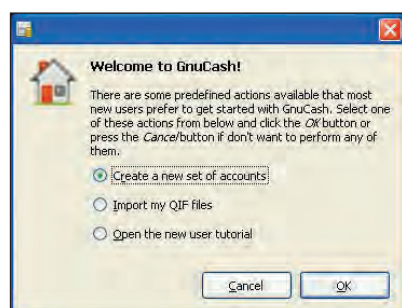 Welcome to GnuCash!
There are some predefined actions available that most
new users prefer to get started with GnuCash. Select one
of these actions from below and click the OK button or
press the Cancel button if don't want to perform any of
them.
Create a new set of accounts
Import my QIF files
Open the new user tutorial
Cancel OK